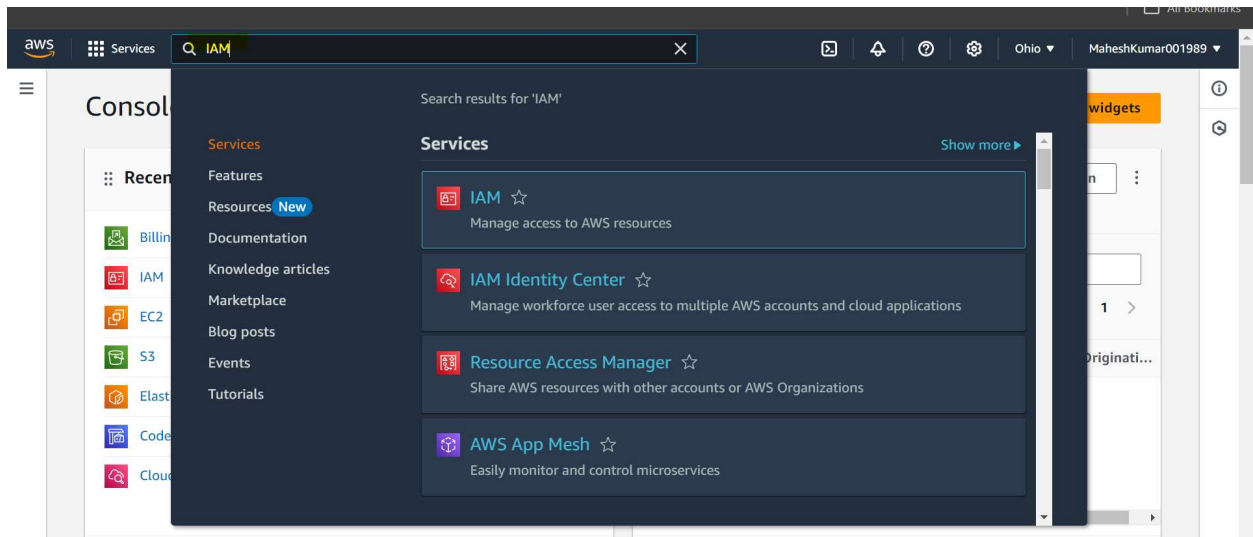 All Bookmarks
aws Services IAM Ohio MaheshKumar001989
Consol
widgets
Search results for 'IAM'
Services
Features
Resources New
Documentation
Knowledge articles
Marketplace
Blog posts
Events
Tutorials
Services Show more
IAM
Manage access to AWS resources
IAM Identity Center
Manage workforce user access to multiple AWS accounts and cloud applications
Resource Access Manager
Share AWS resources with other accounts or AWS Organizations
AWS App Mesh
Easily monitor and control microservices
Recen
Billin
IAM
EC2
S3
Elast
Code
Clou
n
1
Originati...